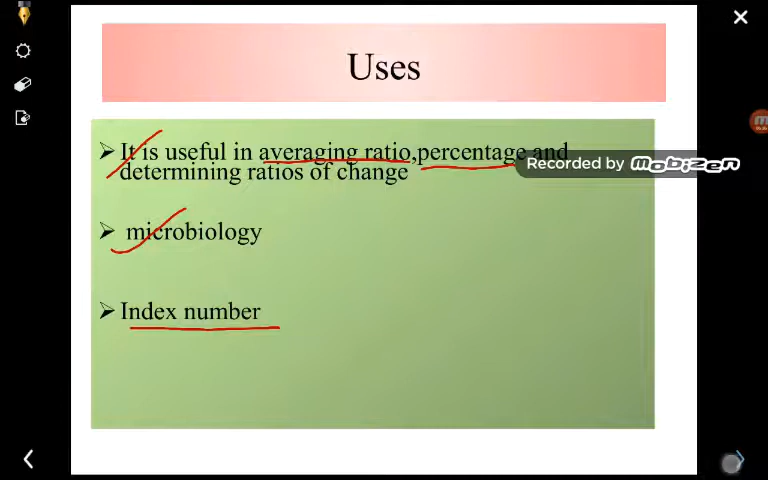 Uses
It is useful in averaging ratio,percentage and
determining ratios of change
microbiology
Index number
Recorded by mobizen